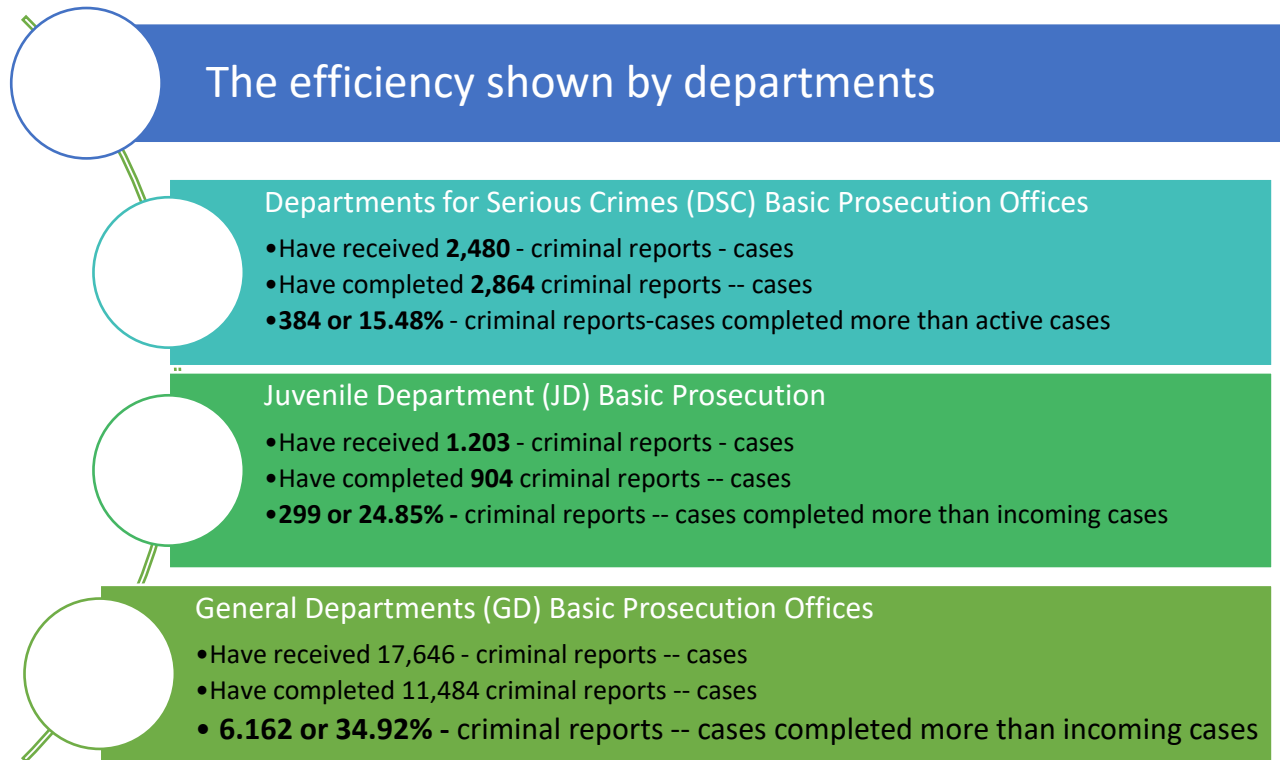 The efficiency shown by departments
Departments for Serious Crimes (DSC) Basic Prosecution Offices
•Have received 2,480 - criminal reports - cases
•Have completed 2,864 criminal reports -- cases
•384 or 15.48% - criminal reports-cases completed more than active cases
Juvenile Department (JD) Basic Prosecution
•Have received 1.203 - criminal reports - cases
•Have completed 904 criminal reports -- cases
•299 or 24.85% - criminal reports -- cases completed more than incoming cases
General Departments (GD) Basic Prosecution Offices
•Have received 17,646 - criminal reports -- cases
•Have completed 11,484 criminal reports -- cases
• 6.162 or 34.92% - criminal reports -- cases completed more than incoming cases